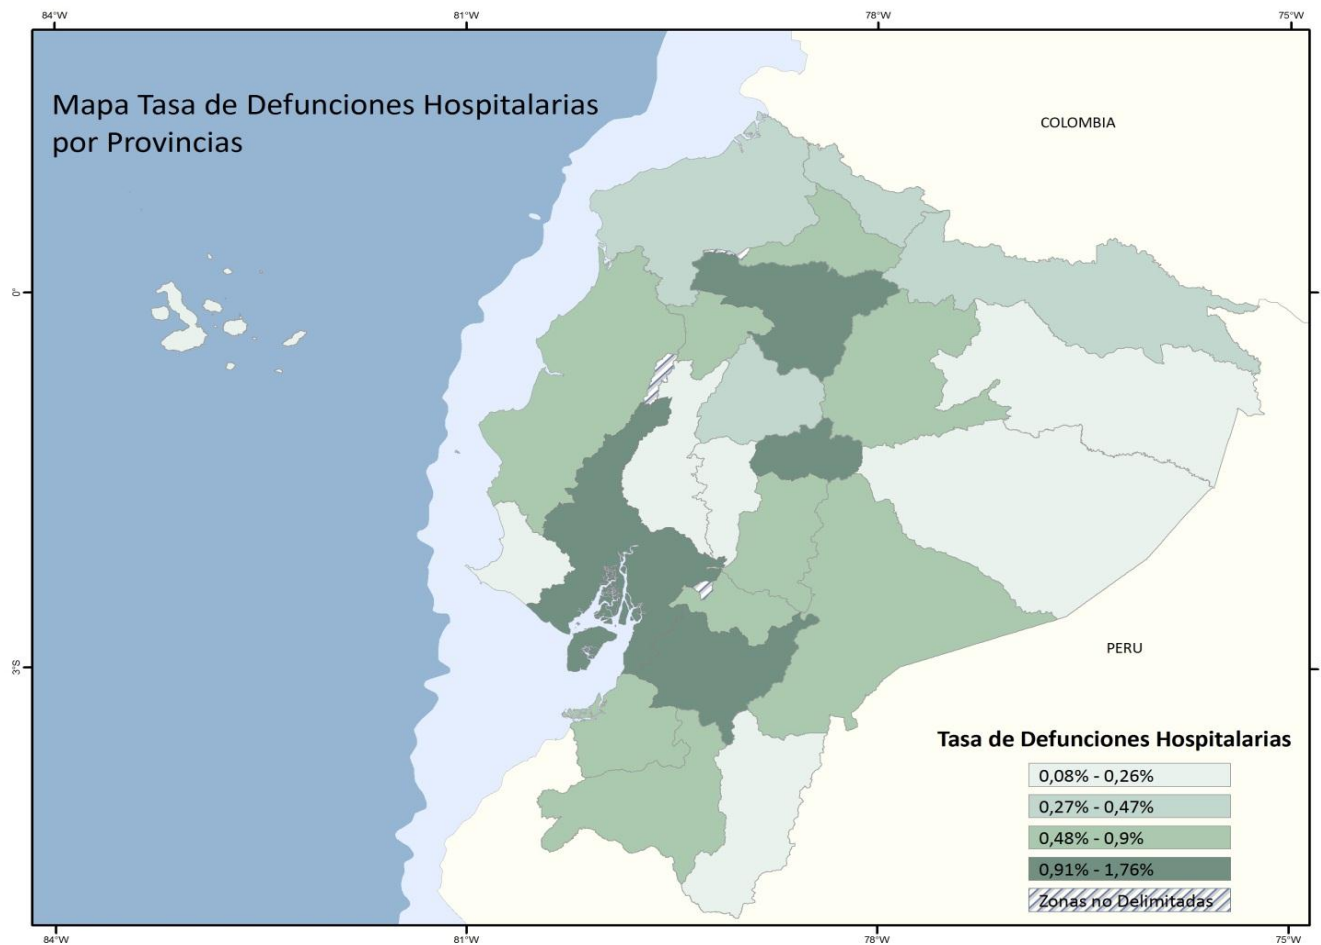 84°W 81°W 78°W 75°W
Mapa Tasa de Defunciones Hospitalarias
por Provincias
COLOMBIA
0°
3°S
PERU
Tasa de Defunciones Hospitalarias
0,08% - 0,26%
0,27% - 0,47%
0,48% - 0,9%
0,91% - 1,76%
Zonas no Delimitadas
84°W 81°W 78°W 75°W